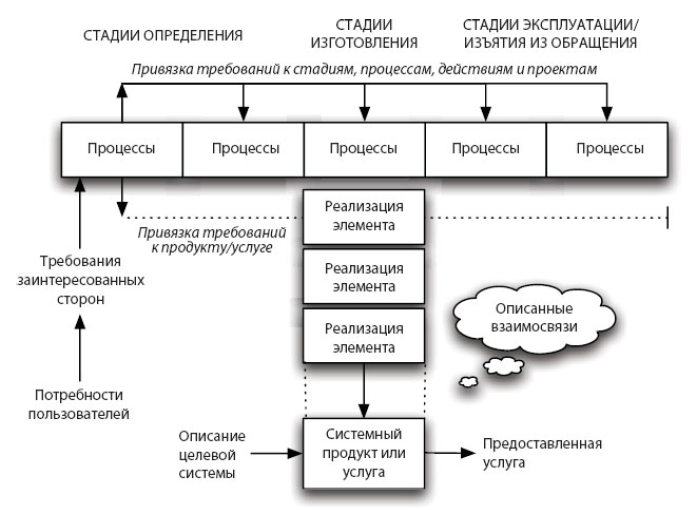 СТАДИИ ОПРЕДЕЛЕНИЯ
СТАДИИ
ИЗГОТОВЛЕНИЯ
СТАДИИ ЭКСПЛУАТАЦИИ/
ИЗЪЯТИЯ ИЗ ОБРАЩЕНИЯ
Привязка требований к стадиям, процессам, действиям и проектам
Процессы
Процессы
Процессы
Процессы
Процессы
Привязка требований
к продукту/услуге
Реализация
элемента
Реализация
элемента
Реализация
элемента
Требования
заинтересованных
сторон
Описанные
взаимосвязи
Потребности
пользователей
Описание
целевой
системы
Системный
продукт или
услуга
Предоставленная
услуга